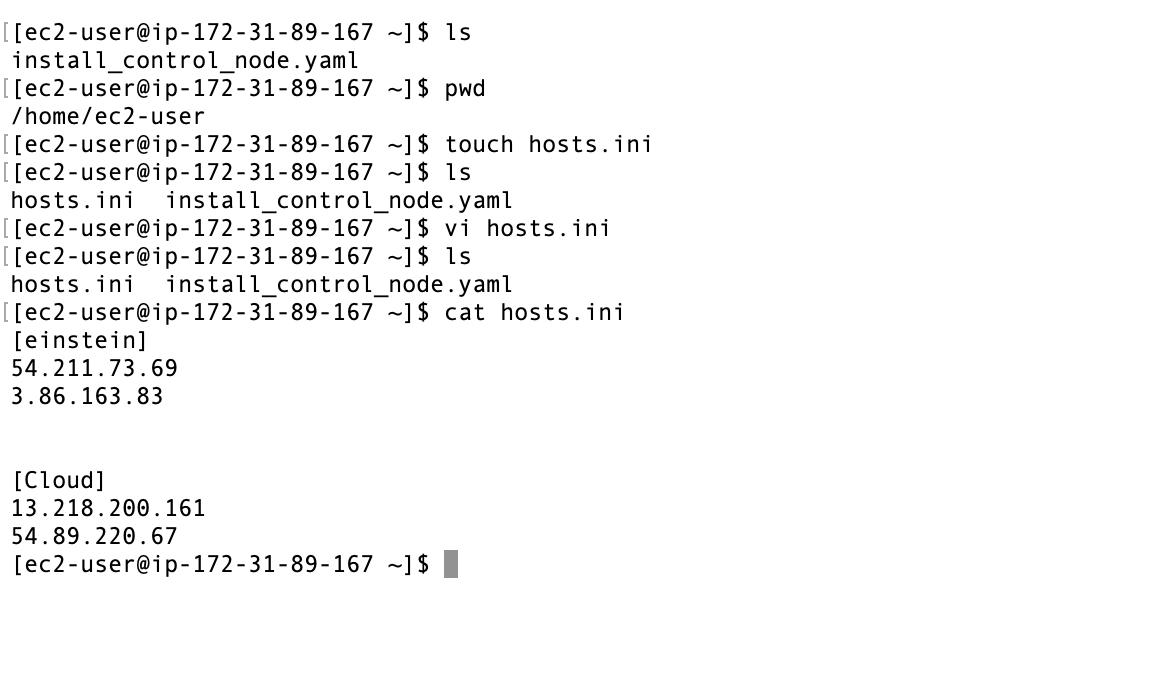 [[ec2-user@ip-172-31-89-167 ~]$ ls
install_control_node.yaml
[[ec2-user@ip-172-31-89-167 ~]$ pwd
/home/ec2-user
[[ec2-user@ip-172-31-89-167 ~]$ touch hosts.ini
[[ec2-user@ip-172-31-89-167 ~]$ ls
hosts.ini  install_control_node.yaml
[[ec2-user@ip-172-31-89-167 ~]$ vi hosts.ini
[[ec2-user@ip-172-31-89-167 ~]$ ls
hosts.ini  install_control_node.yaml
[[ec2-user@ip-172-31-89-167 ~]$ cat hosts.ini
[einstein]
54.211.73.69
3.86.163.83
[Cloud]
13.218.200.161
54.89.220.67
[ec2-user@ip-172-31-89-167 ~]$